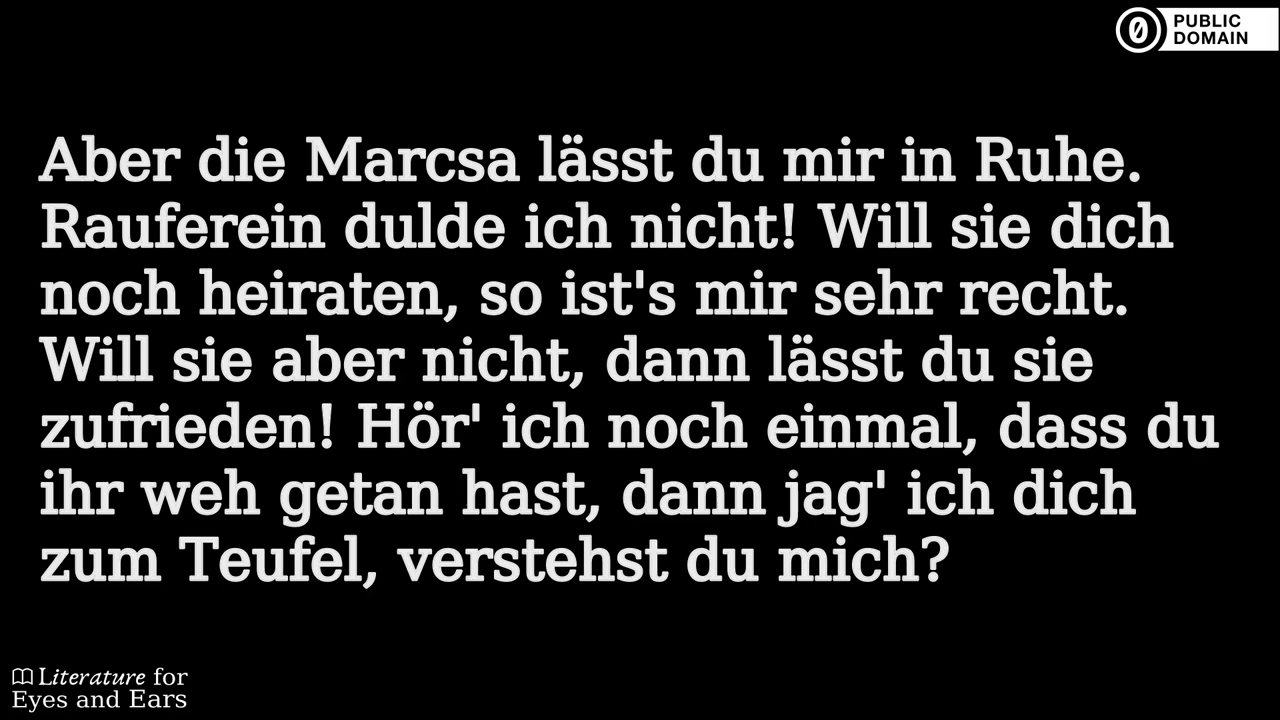 PUBLIC
DOMAIN
Aber die Marcsa lässt du mir in Ruhe.
Rauferein dulde ich nicht! Will sie dich
noch heiraten, so ist's mir sehr recht.
Will sie aber nicht, dann lässt du sie
zufrieden! Hör' ich noch einmal, dass du
ihr weh getan hast, dann jag' ich dich
zum Teufel, verstehst du mich?
Literature for
Eyes and Ears